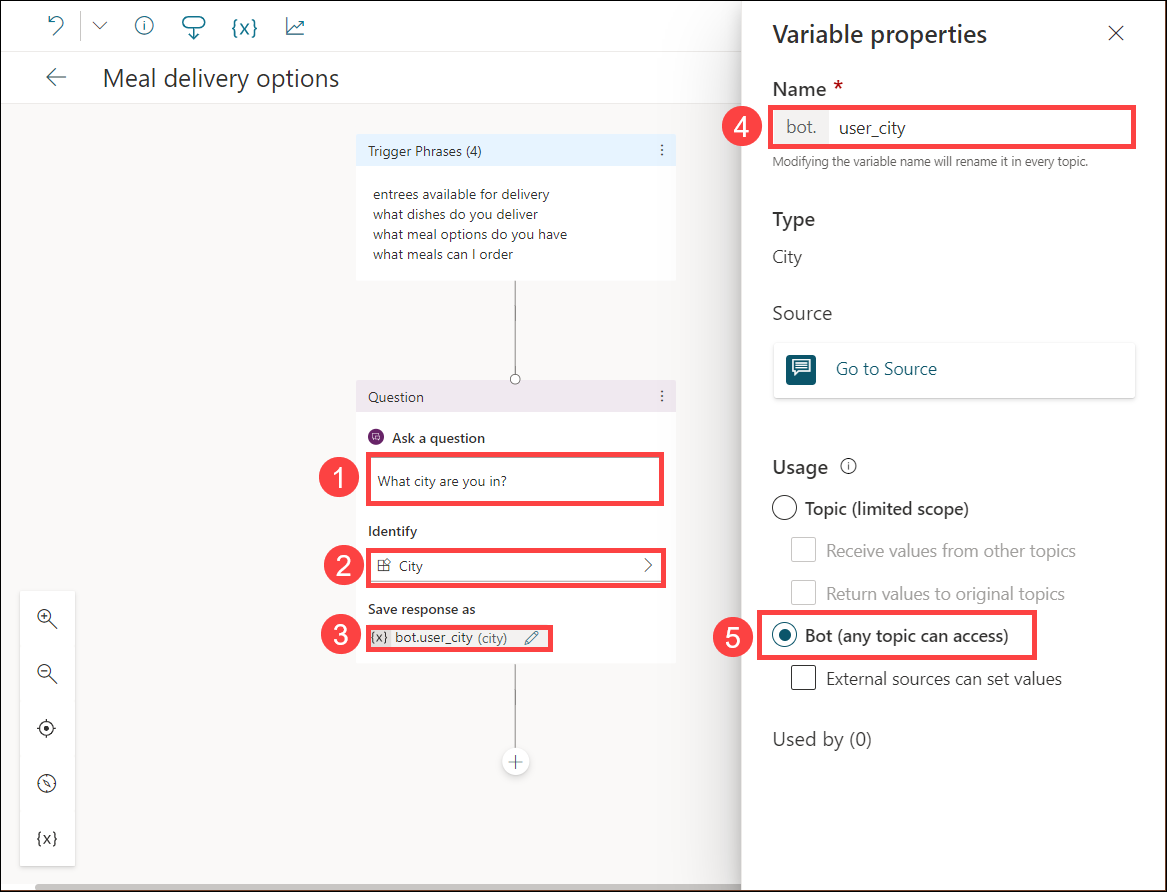 {x}
Meal delivery options
Trigger Phrases (4)
entrees available for delivery
what dishes do you deliver
what meal options do you have
what meals can I order
Question
Ask a question
1
What city are you in?
Identify
2
City
Save response as
3
{x} bot.user_city (city)
{x}
Variable properties
Name *
4
bot. user_city
Modifying the variable name will rename it in every topic.
Type
City
Source
Go to Source
Usage
Topic (limited scope)
Receive values from other topics
Return values to original topics
5
Bot (any topic can access)
External sources can set values
Used by (0)